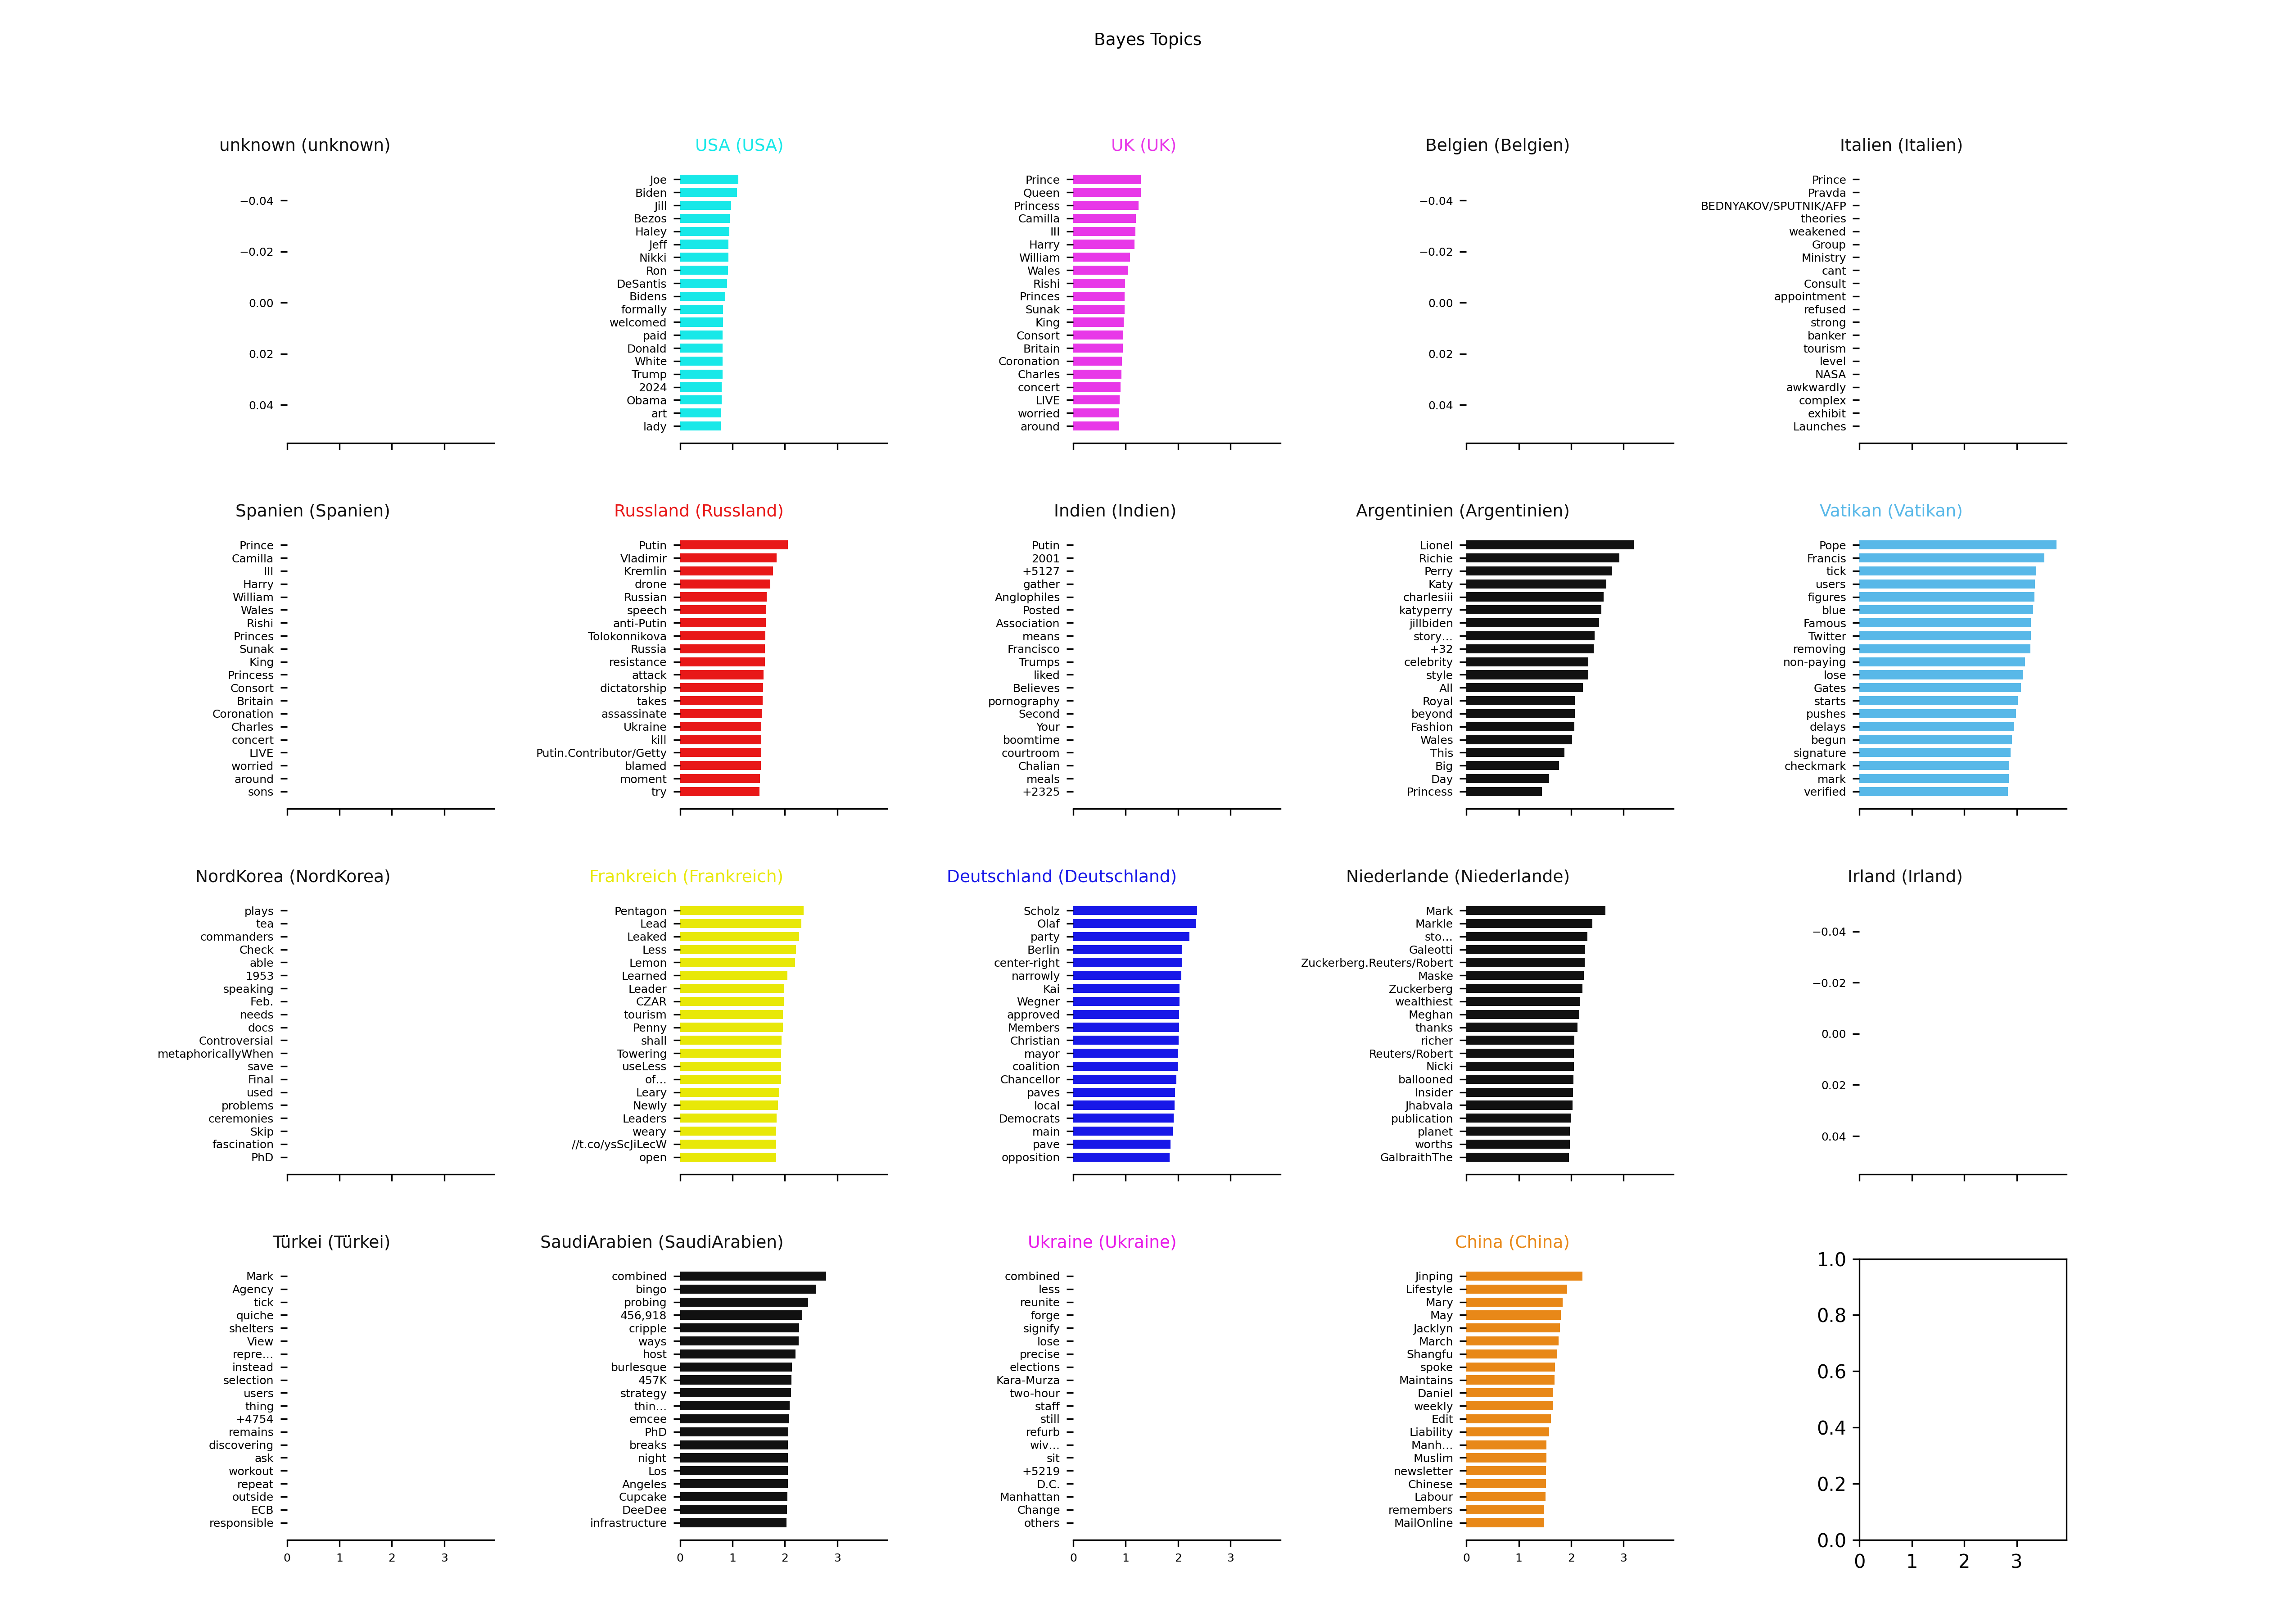 Bayes Topics
unknown (unknown)
−0.04
−0.02
0.00
0.02
0.04
USA (USA)
Joe
Biden
Jill
Bezos
Haley
Jeff
Nikki
Ron
DeSantis
Bidens
formally
welcomed
paid
Donald
White
Trump
2024
Obama
art
lady
UK (UK)
Prince
Queen
Princess
Camilla
III
Harry
William
Wales
Rishi
Princes
Sunak
King
Consort
Britain
Coronation
Charles
concert
LIVE
worried
around
Belgien (Belgien)
−0.04
−0.02
0.00
0.02
0.04
Italien (Italien)
Prince
Pravda
BEDNYAKOV/SPUTNIK/AFP
theories
weakened
Group
Ministry
cant
Consult
appointment
refused
strong
banker
tourism
level
NASA
awkwardly
complex
exhibit
Launches
Spanien (Spanien)
Prince
Camilla
III
Harry
William
Wales
Rishi
Princes
Sunak
King
Princess
Consort
Britain
Coronation
Charles
concert
LIVE
worried
around
sons
Russland (Russland)
Putin
Vladimir
Kremlin
drone
Russian
speech
anti-Putin
Tolokonnikova
Russia
resistance
attack
dictatorship
takes
assassinate
Ukraine
kill
Putin.Contributor/Getty
blamed
moment
try
Indien (Indien)
Putin
2001
+5127
gather
Anglophiles
Posted
Association
means
Francisco
Trumps
liked
Believes
pornography
Second
Your
boomtime
courtroom
Chalian
meals
+2325
Argentinien (Argentinien)
Lionel
Richie
Perry
Katy
charlesiii
katyperry
jillbiden
story…
+32
celebrity
style
All
Royal
beyond
Fashion
Wales
This
Big
Day
Princess
Vatikan (Vatikan)
Pope
Francis
tick
users
figures
blue
Famous
Twitter
removing
non-paying
lose
Gates
starts
pushes
delays
begun
signature
checkmark
mark
verified
NordKorea (NordKorea)
plays
tea
commanders
Check
able
1953
speaking
Feb.
needs
docs
Controversial
metaphoricallyWhen
save
Final
used
problems
ceremonies
Skip
fascination
PhD
Frankreich (Frankreich)
Pentagon
Lead
Leaked
Less
Lemon
Learned
Leader
CZAR
tourism
Penny
shall
Towering
useLess
of…
Leary
Newly
Leaders
weary
//t.co/ysScJiLecW
open
Deutschland (Deutschland)
Scholz
Olaf
party
Berlin
center-right
narrowly
Kai
Wegner
approved
Members
Christian
mayor
coalition
Chancellor
paves
local
Democrats
main
pave
opposition
Niederlande (Niederlande)
Mark
Markle
sto…
Galeotti
Zuckerberg.Reuters/Robert
Maske
Zuckerberg
wealthiest
Meghan
thanks
richer
Reuters/Robert
Nicki
ballooned
Insider
Jhabvala
publication
planet
worths
GalbraithThe
Irland (Irland)
−0.04
−0.02
0.00
0.02
0.04
Türkei (Türkei)
Mark
Agency
tick
quiche
shelters
View
repre…
instead
selection
users
thing
+4754
remains
discovering
ask
workout
repeat
outside
ECB
responsible
0 1 2 3
SaudiArabien (SaudiArabien)
combined
bingo
probing
456,918
cripple
ways
host
burlesque
457K
strategy
thin…
emcee
PhD
breaks
night
Los
Angeles
Cupcake
DeeDee
infrastructure
0 1 2 3
Ukraine (Ukraine)
combined
less
reunite
forge
signify
lose
precise
elections
Kara-Murza
two-hour
staff
still
refurb
wiv…
sit
+5219
D.C.
Manhattan
Change
others
0 1 2 3
China (China)
Jinping
Lifestyle
Mary
May
Jacklyn
March
Shangfu
spoke
Maintains
Daniel
weekly
Edit
Liability
Manh…
Muslim
newsletter
Chinese
Labour
remembers
MailOnline
0 1 2 3
1.0
0.8
0.6
0.4
0.2
0.0
0 1 2 3